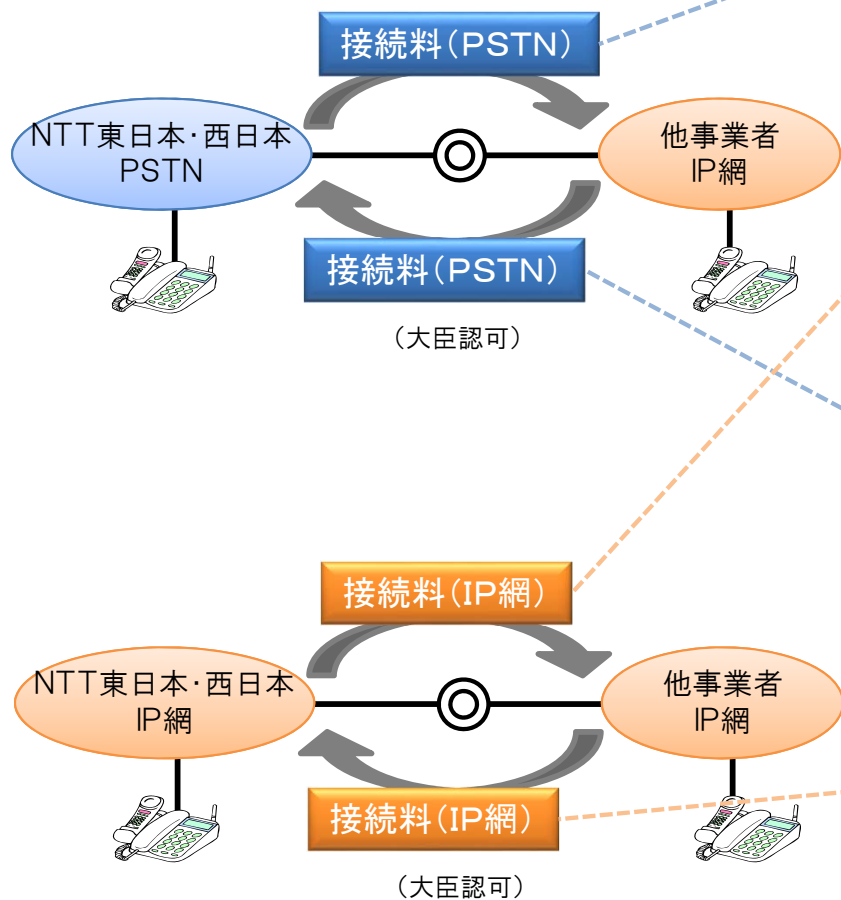 接続料(PSTN)
NTT東日本・西日本
PSTN
他事業者
IP網
接続料(PSTN)
(大臣認可)
接続料(IP網)
NTT東日本・西日本
IP網
他事業者
IP網
接続料(IP網)
(大臣認可)